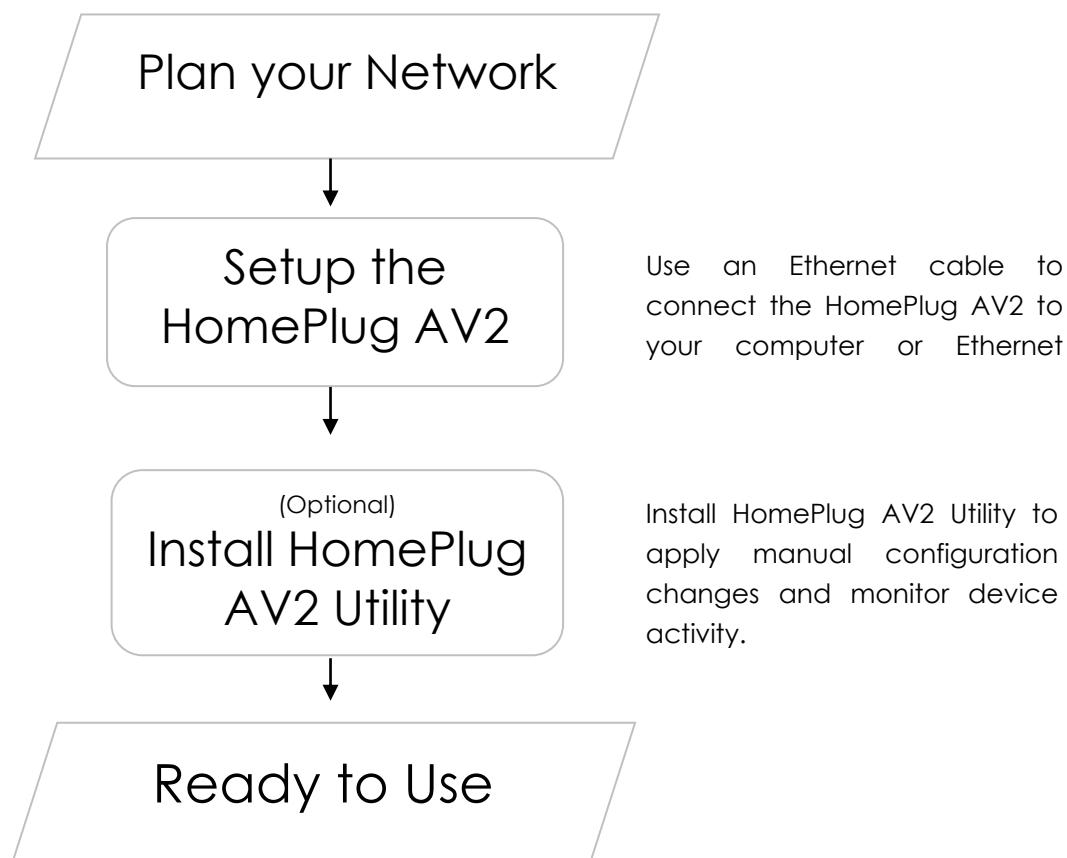 Plan your Network
Setup the
HomePlug AV2
Use an Ethernet cable to
connect the HomePlug AV2 to
your computer or Ethernet
(Optional)
Install HomePlug
AV2 Utility
Install HomePlug AV2 Utility to
apply manual configuration
changes and monitor device
activity.
Ready to Use